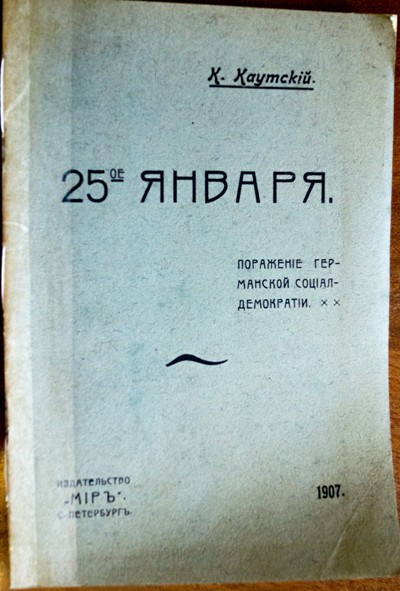 К. Каутскій.
25ое ЯНВАРЯ.
ПОРАЖЕНІЕ ГЕР-
МАНСКОЙ СОЦІАЛ-
ДЕМОКРАТІИ. × ×
ИЗДАТЕЛЬСТВО
„МІРЪ“.
С-ПЕТЕРБУРГЪ.
1907.